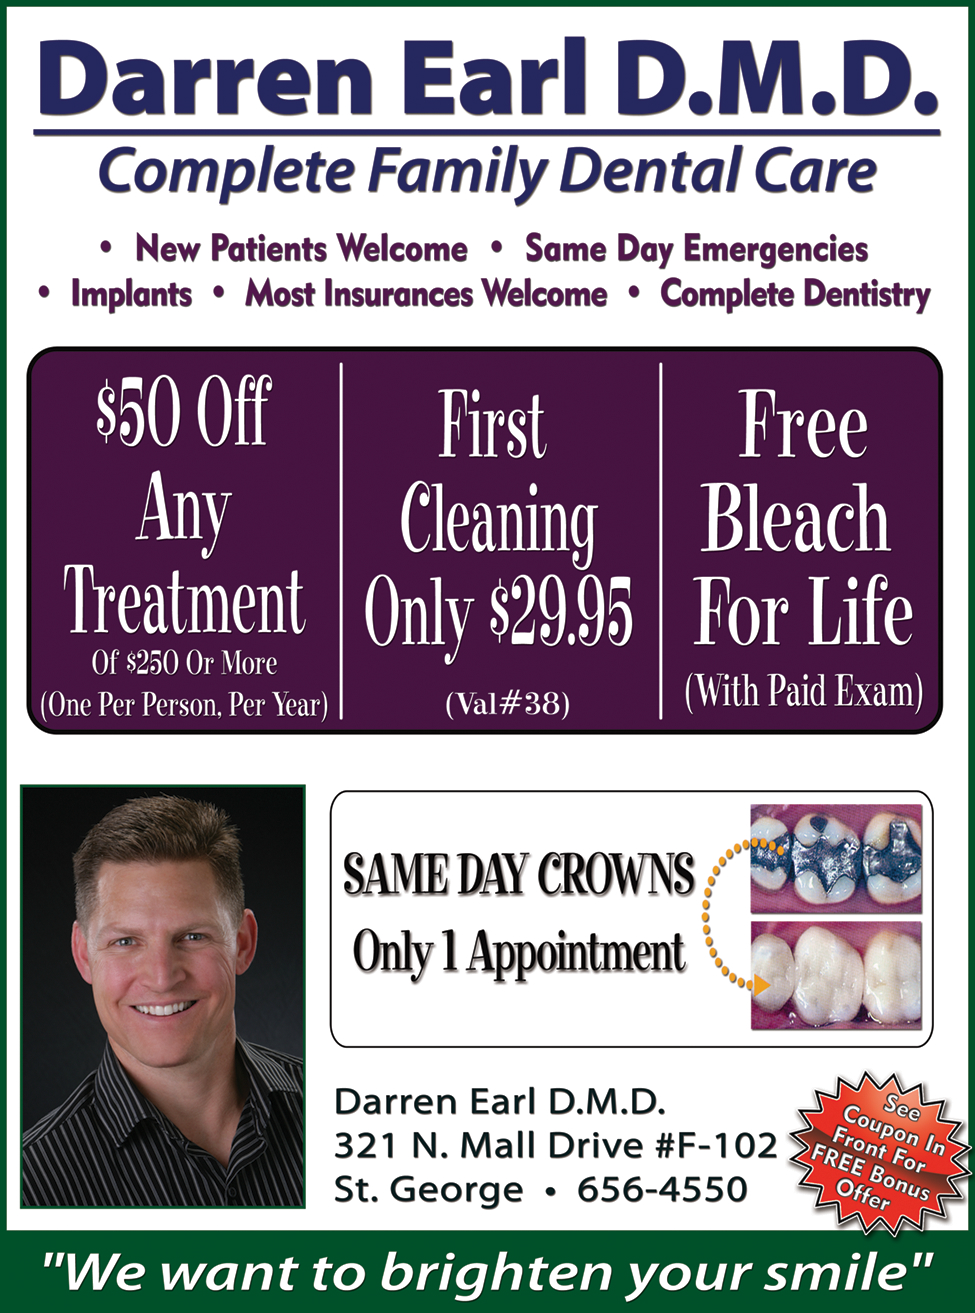 Darren Earl D.M.D.
Complete Family Dental Care
• New Patients Welcome • Same Day Emergencies
• Implants • Most Insurances Welcome • Complete Dentistry
$50 Off
Any
Treatment
Of $250 Or More
(One Per Person, Per Year)
First
Cleaning
Only $29.95
(Val#38)
Free
Bleach
For Life
(With Paid Exam)
SAME DAY CROWNS
Only 1 Appointment
Darren Earl D.M.D.
321 N. Mall Drive #F-102
St. George • 656-4550
See
Coupon In
Front For
FREE Bonus
Offer
"We want to brighten your smile"